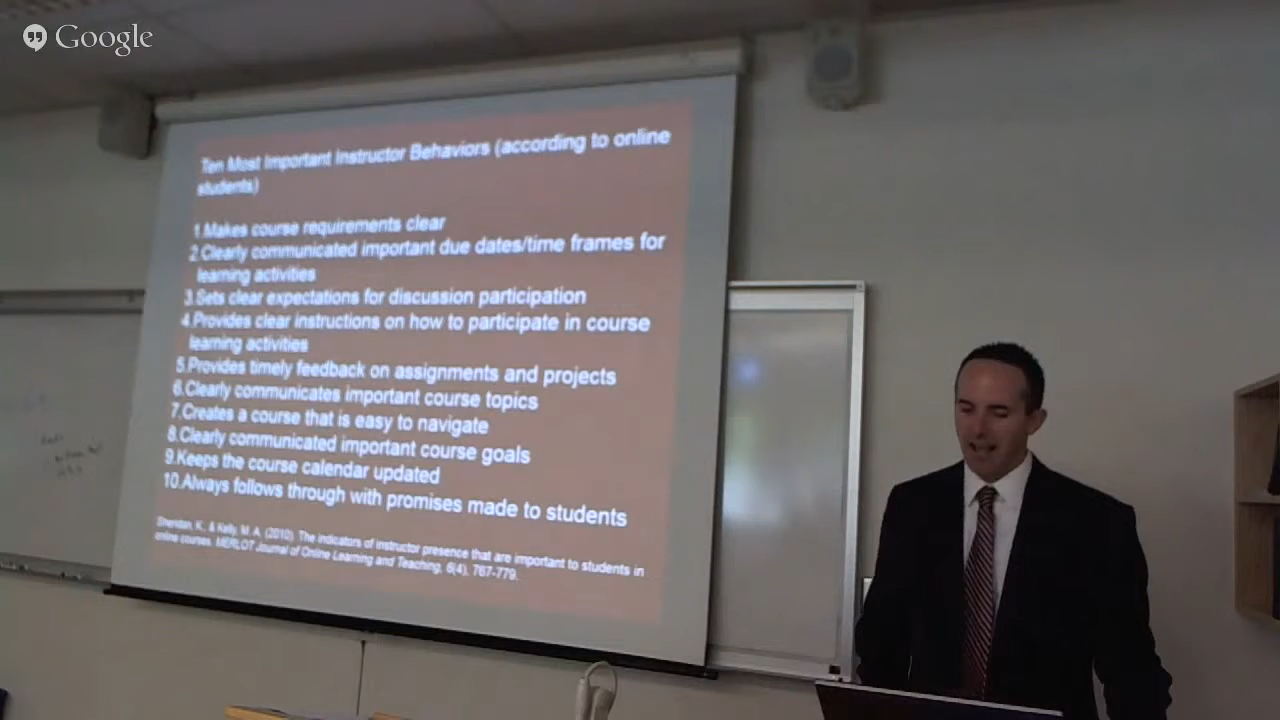 Google
Ten Most Important Instructor Behaviors (according to online
students)
1.Makes course requirements clear
2.Clearly communicated important due dates/time frames for
learning activities
3.Sets clear expectations for discussion participation
4.Provides clear instructions on how to participate in course
learning activities
5.Provides timely feedback on assignments and projects
6.Clearly communicates important course topics
7.Creates a course that is easy to navigate
8.Clearly communicated important course goals
9.Keeps the course calendar updated
10.Always follows through with promises made to students
Sheridan, K., & Kelly, M. A. (2010). The indicators of instructor presence that are important to students in
online courses. MERLOT Journal of Online Learning and Teaching, 6(4), 767-779.